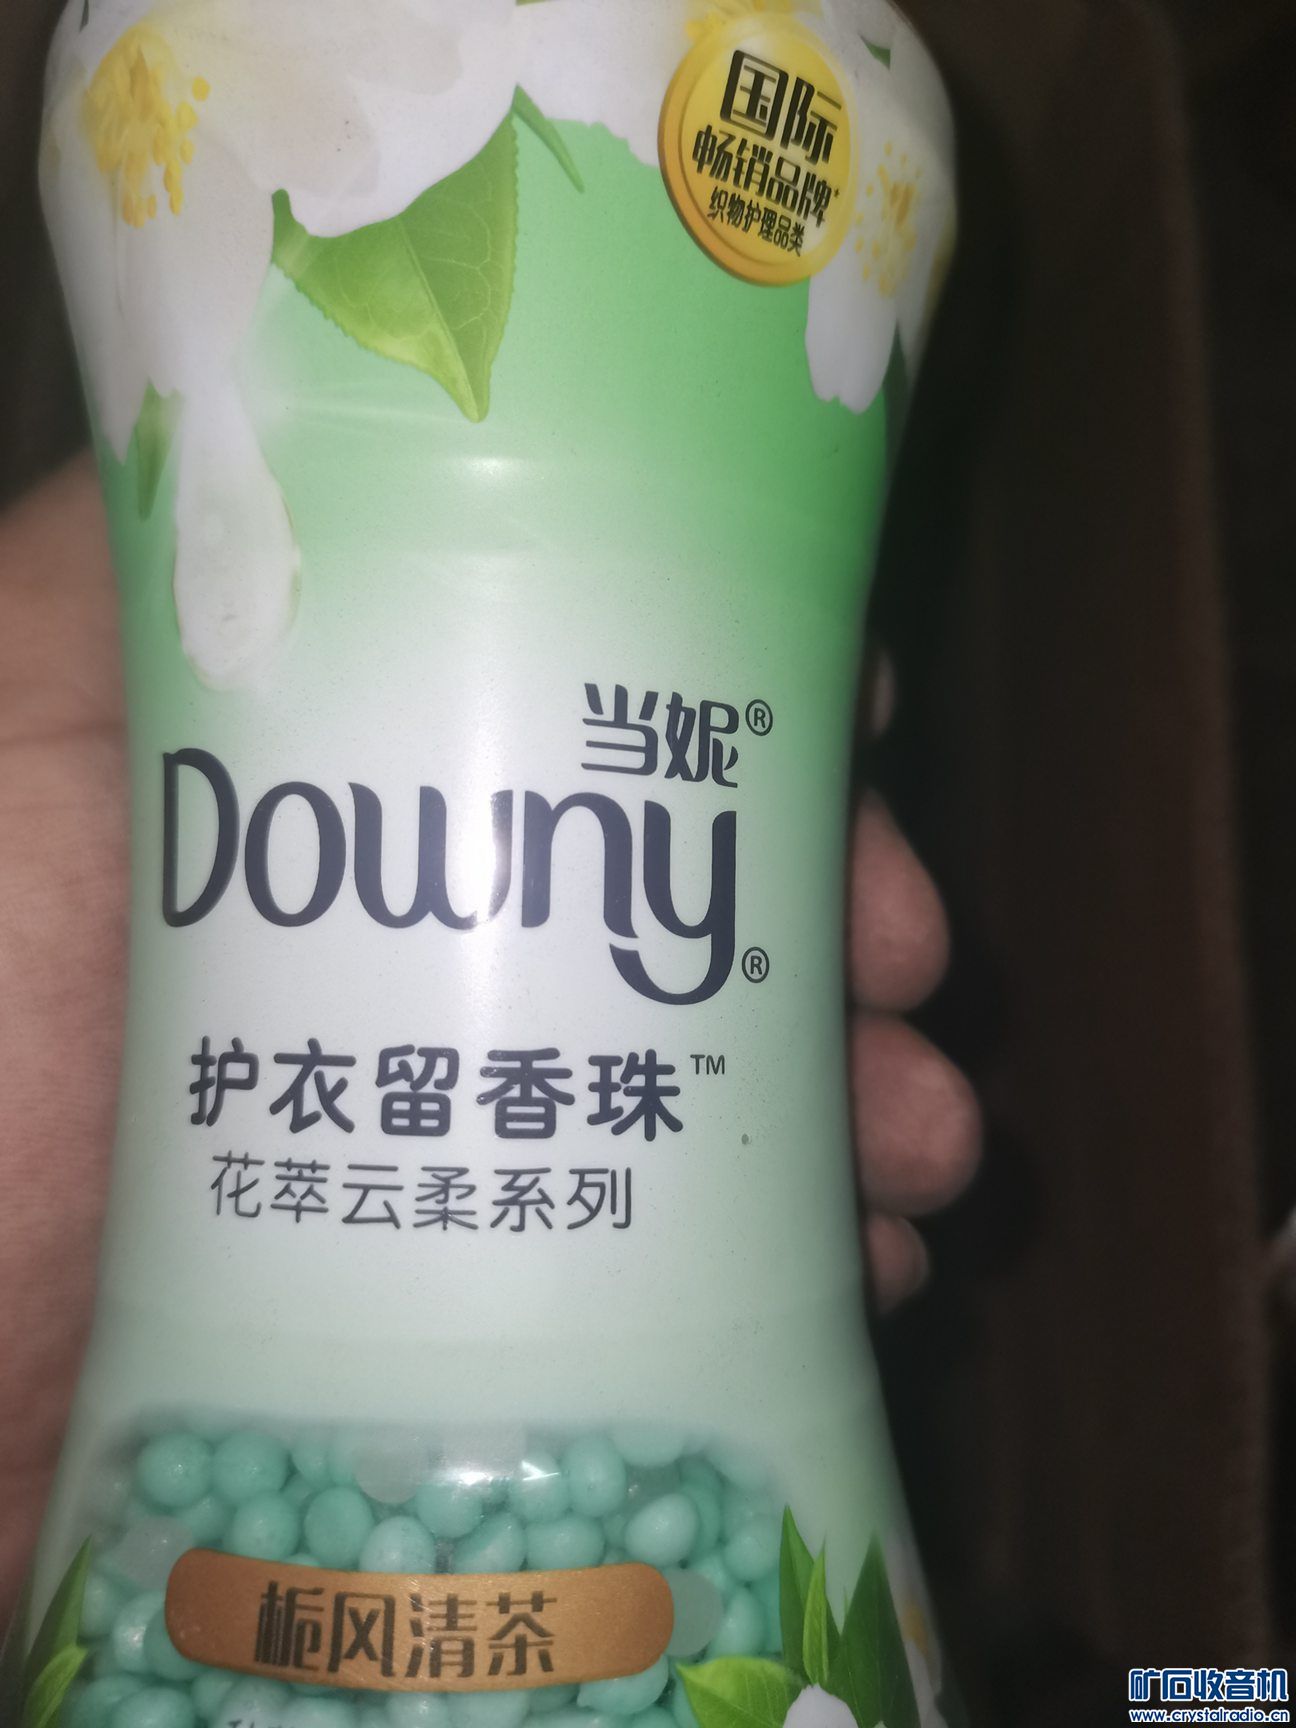 国际
畅销品牌*
织物护理品类
当妮®
Downy®
护衣留香珠™
花萃云柔系列
栀风清茶
矿石收音机
www.crystalradio.cn